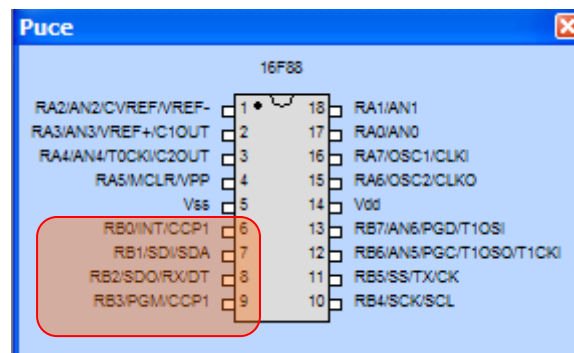 Puce
16F88
RA2/AN2/CVREF/VREF- 1 18 RA1/AN1
RA3/AN3/VREF+/C1OUT 2 17 RA0/AN0
RA4/AN4/T0CKI/C2OUT 3 16 RA7/OSC1/CLKI
RA5/MCLR/VPP 4 15 RA6/OSC2/CLKO
Vss 5 14 Vdd
RB0/INT/CCP1 6 13 RB7/AN6/PGD/T1OSI
RB1/SDI/SDA 7 12 RB6/AN5/PGC/T1OSO/T1CKI
RB2/SDO/RX/DT 8 11 RB5/SS/TX/CK
RB3/PGM/CCP1 9 10 RB4/SCK/SCL